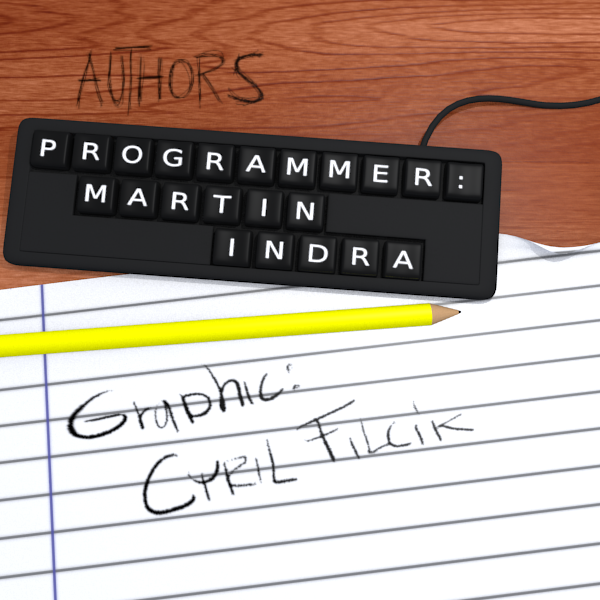 AUTHORS
PROGRAMMER:
MARTIN
INDRA
Graphic:
CYRIL FILCIK